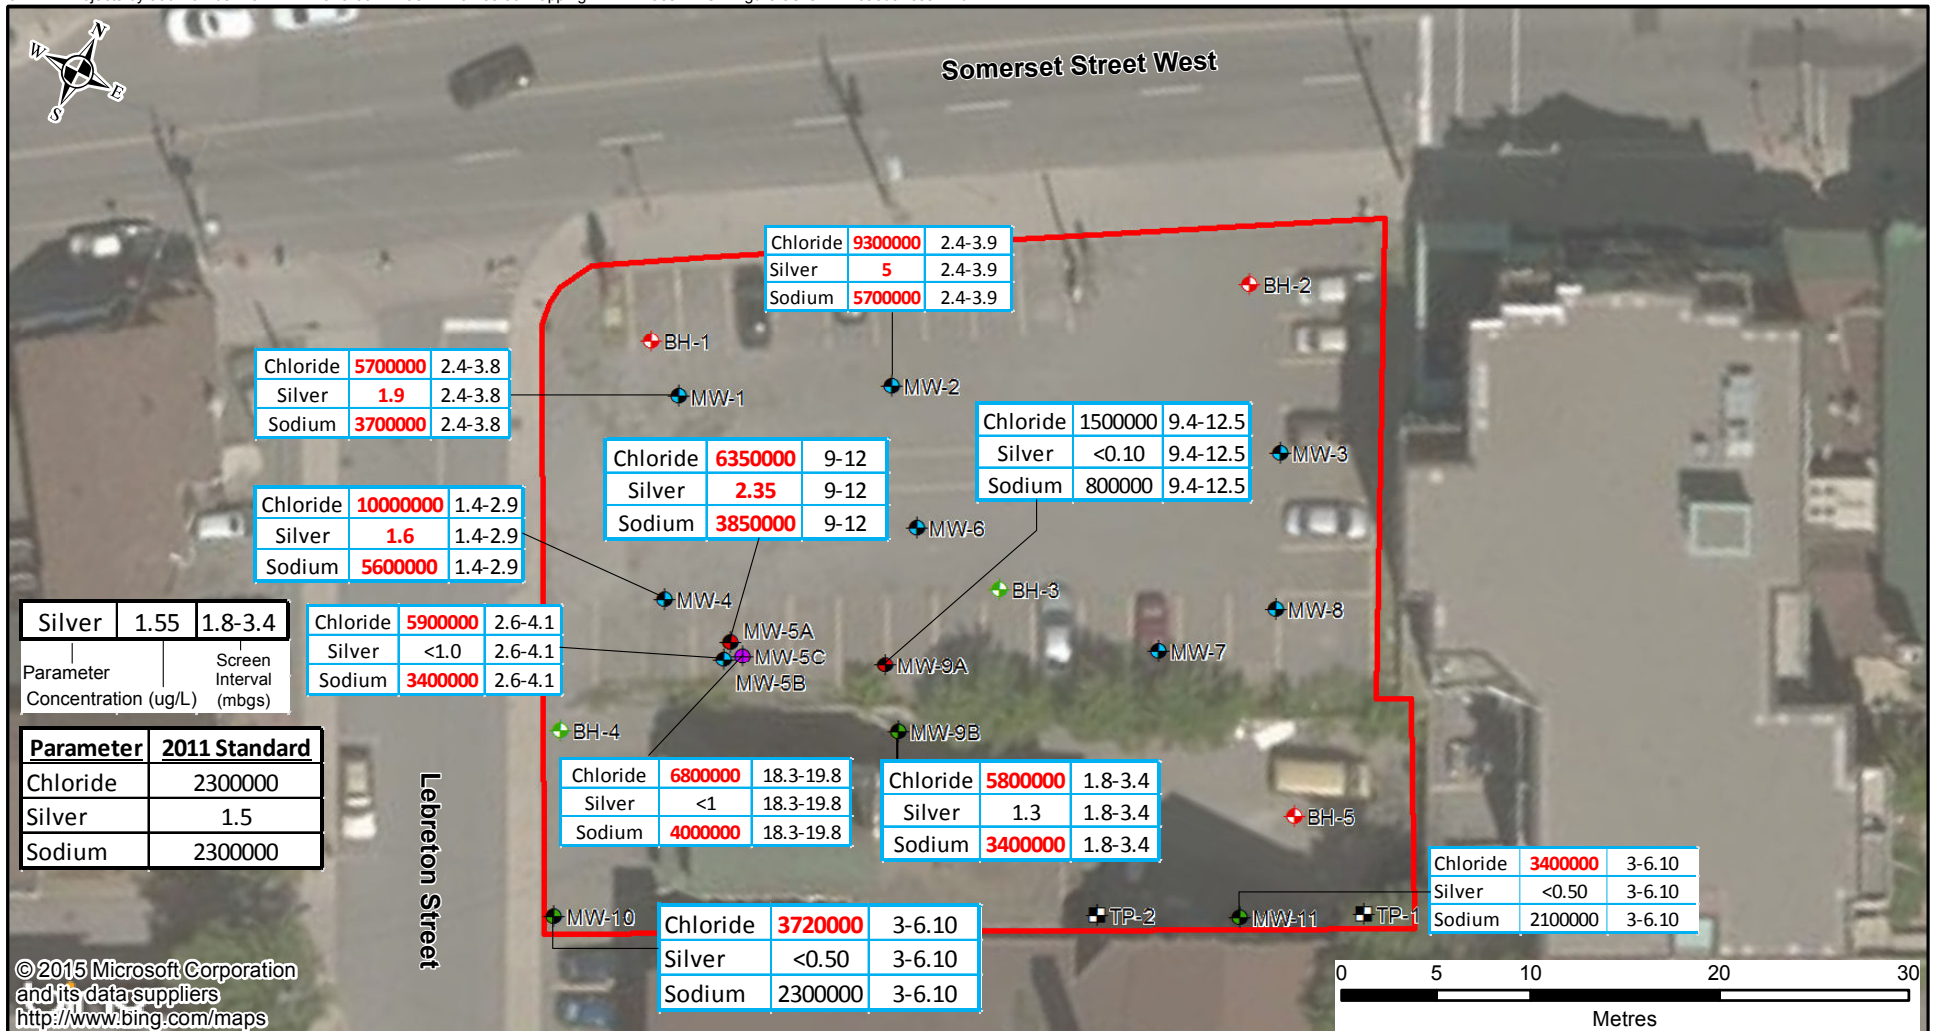 N
W
E
S
Somerset Street West
Chloride 9300000 2.4-3.9
Silver 5 2.4-3.9
Sodium 5700000 2.4-3.9
BH-2
BH-1
MW-2
Chloride 5700000 2.4-3.8
Silver 1.9 2.4-3.8
Sodium 3700000 2.4-3.8
MW-1
Chloride 1500000 9.4-12.5
Silver <0.10 9.4-12.5
Sodium 800000 9.4-12.5
MW-3
Chloride 6350000 9-12
Silver 2.35 9-12
Sodium 3850000 9-12
Chloride 10000000 1.4-2.9
Silver 1.6 1.4-2.9
Sodium 5600000 1.4-2.9
MW-6
BH-3
MW-4
MW-8
Silver 1.55 1.8-3.4
Parameter
Concentration (ug/L)
Screen
Interval
(mbgs)
Chloride 5900000 2.6-4.1
Silver <1.0 2.6-4.1
Sodium 3400000 2.6-4.1
MW-5A
MW-5C
MW-5B
MW-9A
MW-7
BH-4
MW-9B
Parameter 2011 Standard
Chloride 2300000
Silver 1.5
Sodium 2300000
Lebreton Street
Chloride 6800000 18.3-19.8
Silver <1 18.3-19.8
Sodium 4000000 18.3-19.8
Chloride 5800000 1.8-3.4
Silver 1.3 1.8-3.4
Sodium 3400000 1.8-3.4
BH-5
Chloride 3400000 3-6.10
Silver <0.50 3-6.10
Sodium 2100000 3-6.10
MW-10
Chloride 3720000 3-6.10
Silver <0.50 3-6.10
Sodium 2300000 3-6.10
TP-2
MW-11
TP-1
© 2015 Microsoft Corporation
and its data suppliers
http://www.bing.com/maps
0 5 10 20 30
Metres